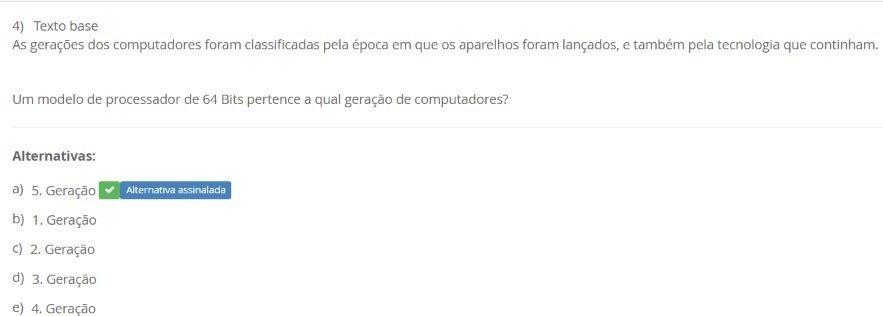 4) Texto base
As gerações dos computadores foram classificadas pela época em que os aparelhos foram lançados, e também pela tecnologia que continham.
Um modelo de processador de 64 Bits pertence a qual geração de computadores?
Alternativas:
a) 5. Geração Alternativa assinalada
b) 1. Geração
c) 2. Geração
d) 3. Geração
e) 4. Geração